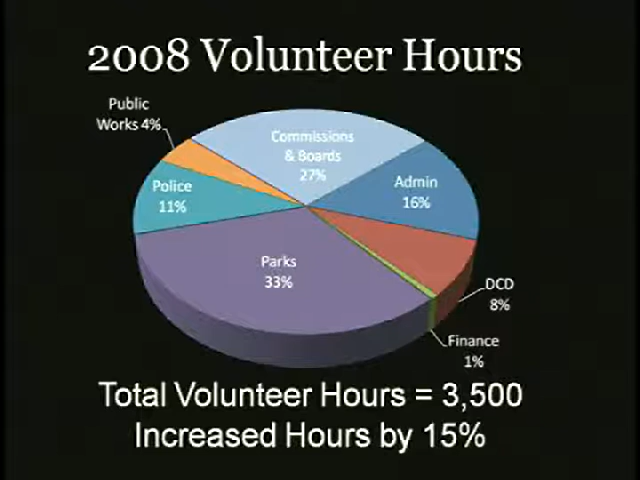 2008 Volunteer Hours
Public
Works 4%
Commissions
& Boards
27%
Admin
16%
Police
11%
Parks
33%
DCD
8%
Finance
1%
Total Volunteer Hours = 3,500
Increased Hours by 15%